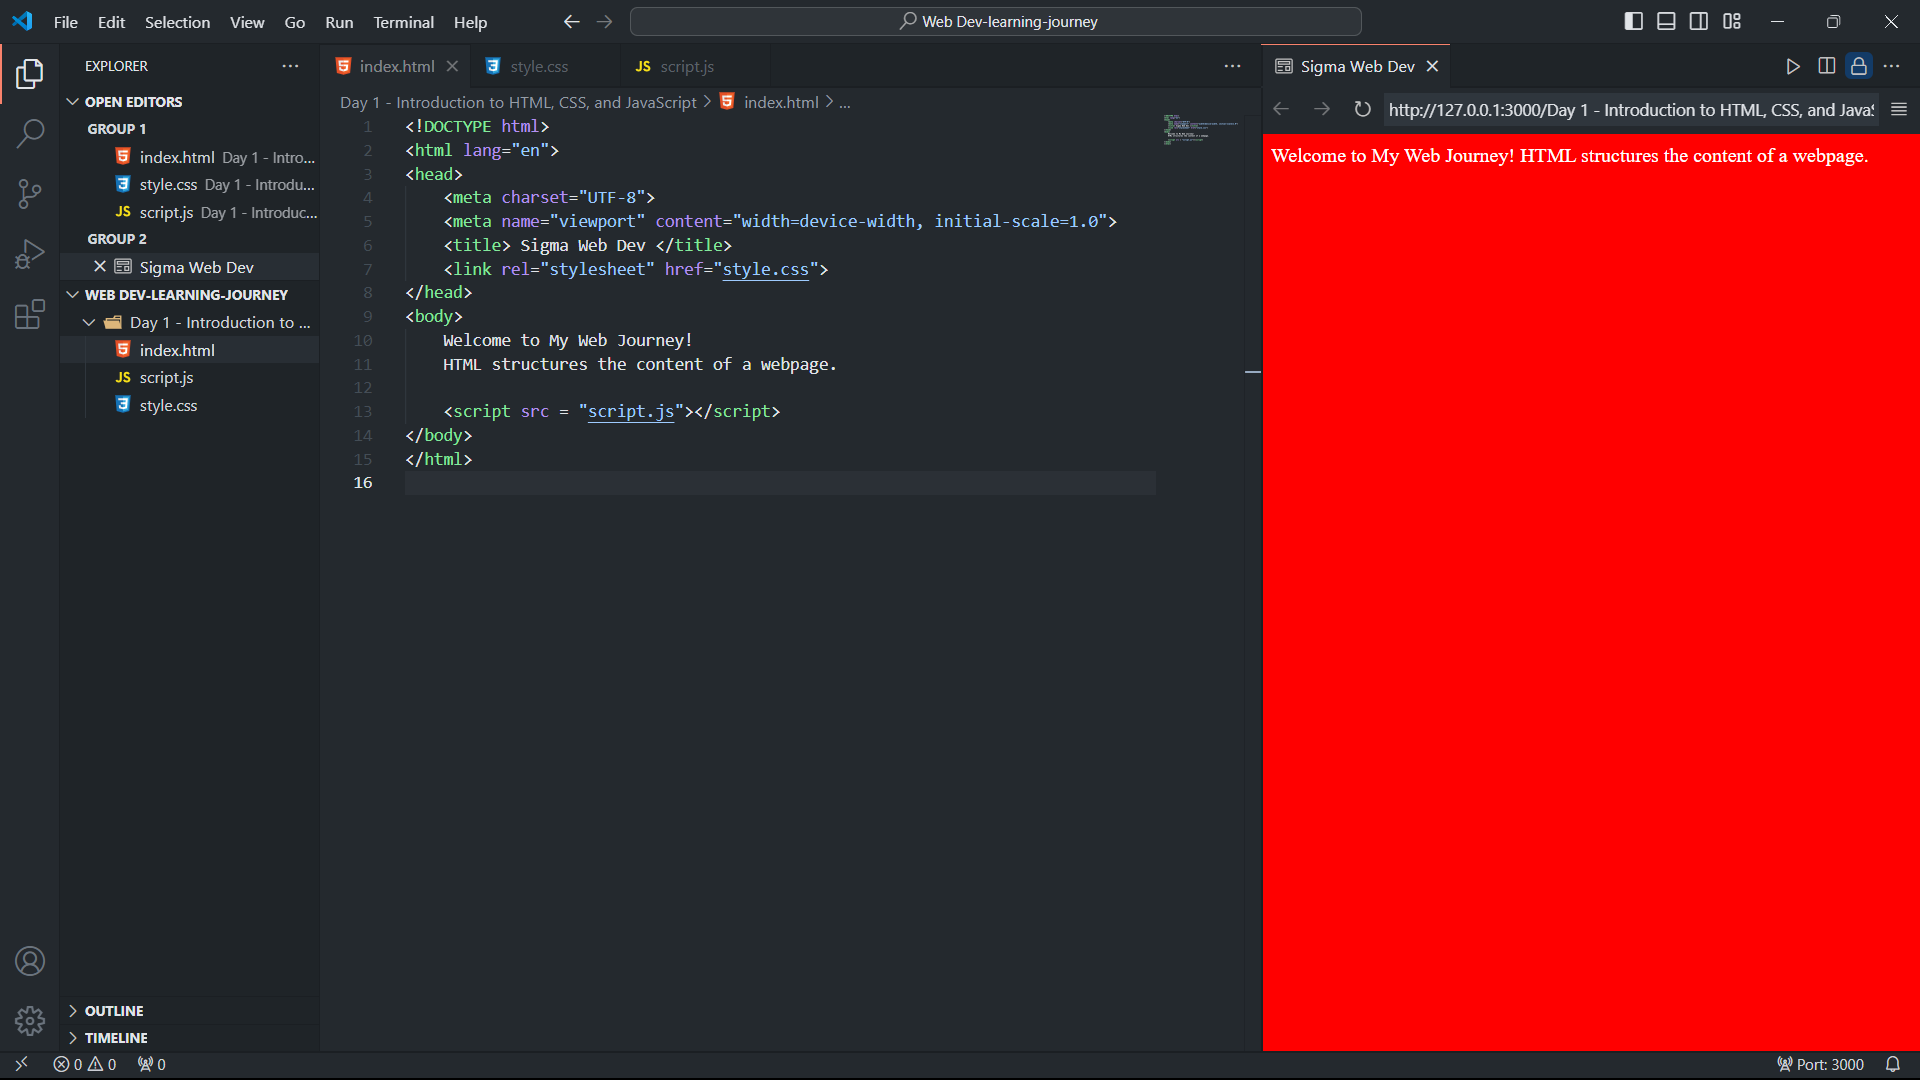 File Edit Selection View Go Run Terminal Help
Web Dev-learning-journey
EXPLORER
OPEN EDITORS
GROUP 1
index.html Day 1 - Intro...
style.css Day 1 - Introdu...
JS script.js Day 1 - Introduc...
GROUP 2
Sigma Web Dev
WEB DEV-LEARNING-JOURNEY
Day 1 - Introduction to ...
index.html
JS script.js
style.css
OUTLINE
TIMELINE
index.html style.css JS script.js
Day 1 - Introduction to HTML, CSS, and JavaScript > index.html > ...
1 <!DOCTYPE html>
2 <html lang="en">
3 <head>
4 <meta charset="UTF-8">
5 <meta name="viewport" content="width=device-width, initial-scale=1.0">
6 <title> Sigma Web Dev </title>
7 <link rel="stylesheet" href="style.css">
8 </head>
9 <body>
10 Welcome to My Web Journey!
11 HTML structures the content of a webpage.
12
13 <script src = "script.js"></script>
14 </body>
15 </html>
16
Sigma Web Dev
http://127.0.0.1:3000/Day 1 - Introduction to HTML, CSS, and Java
Welcome to My Web Journey! HTML structures the content of a webpage.
0 0 0
Port: 3000